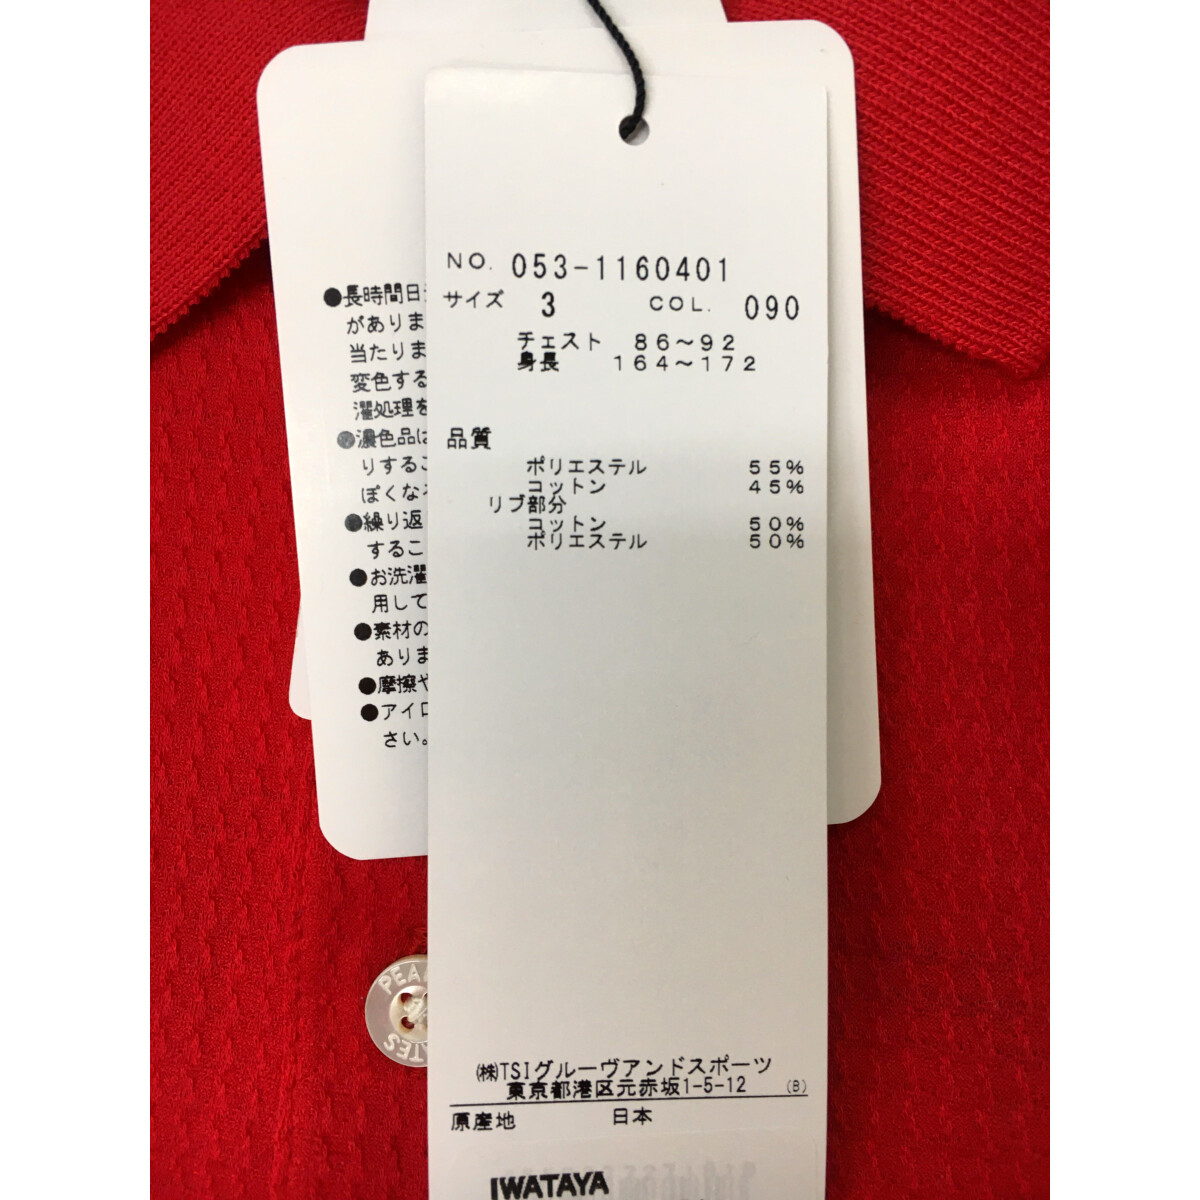 NO. 053-1160401
サイズ 3 COL. 090
チェスト 86～92
身長 164～172
品質
ポリエステル 55%
コットン 45%
リブ部分
コットン 50%
ポリエステル 50%
㈱TSIグルーヴアンドスポーツ
東京都港区元赤坂1-5-12 (B)
原産地 日本
IWATAYA
●長時間日
がありま
当たりま
変色する
濯処理を
●濃色品は
りするこ
ぽくなる
●繰り返し
するこ
●お洗濯
用して
●素材の
ありま
●摩擦や
●アイロ
さい。
PEA
ATES